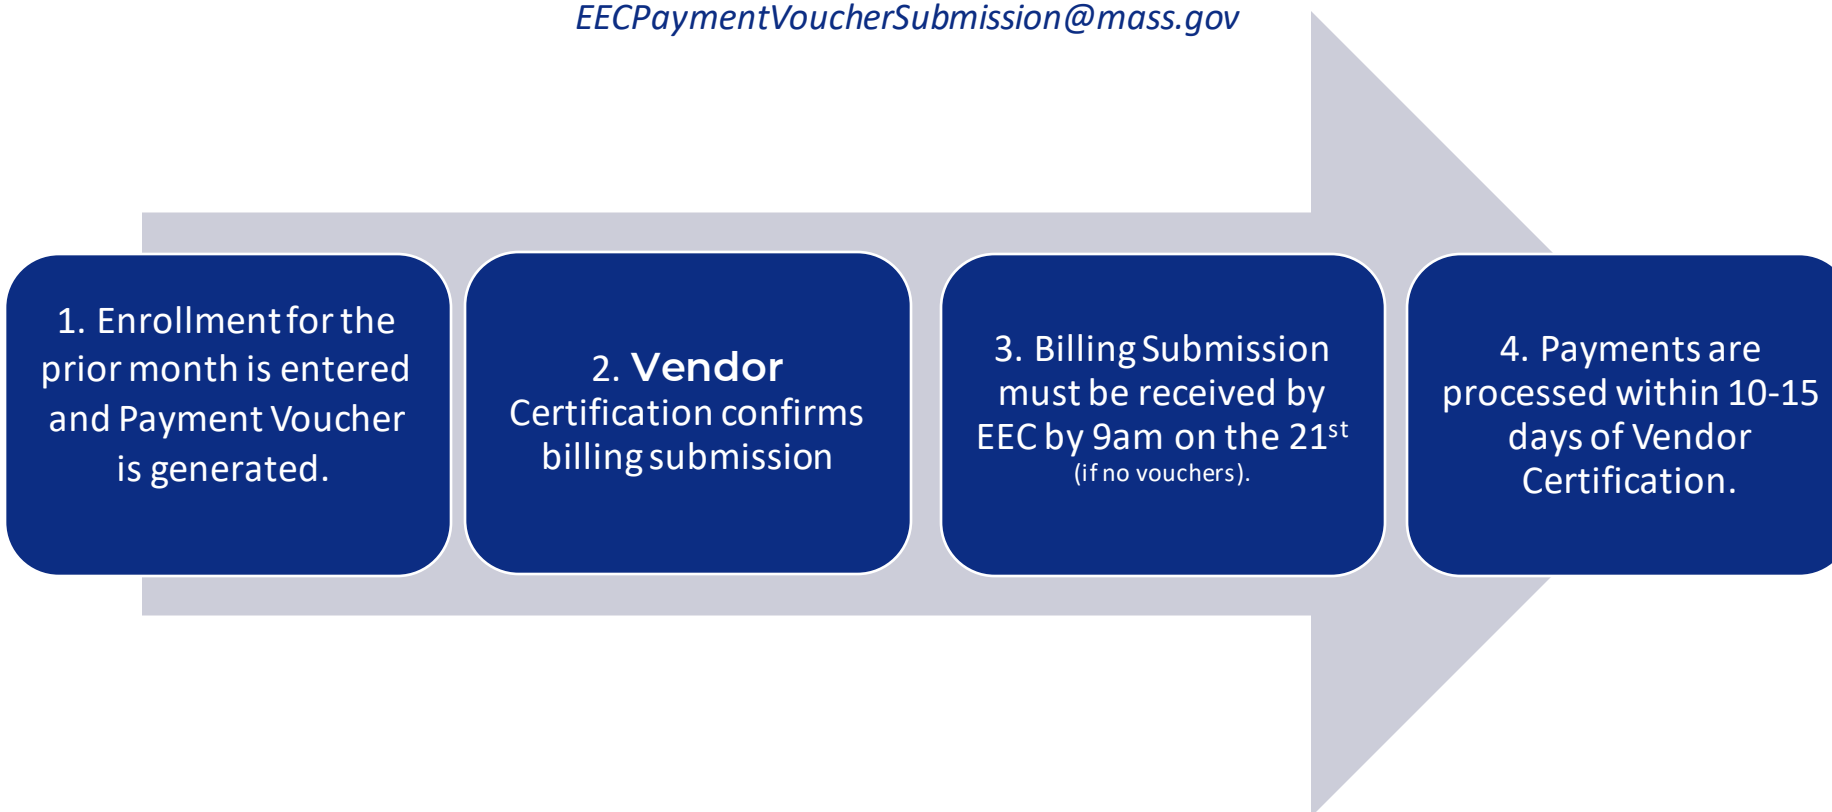 EECPaymentVoucherSubmission@mass.gov
1. Enrollment for the
prior month is entered
and Payment Voucher
is generated.
2. Vendor
Certification confirms
billing submission
3. Billing Submission
must be received by
EEC by 9am on the 21st
(if no vouchers).
4. Payments are
processed within 10-15
days of Vendor
Certification.